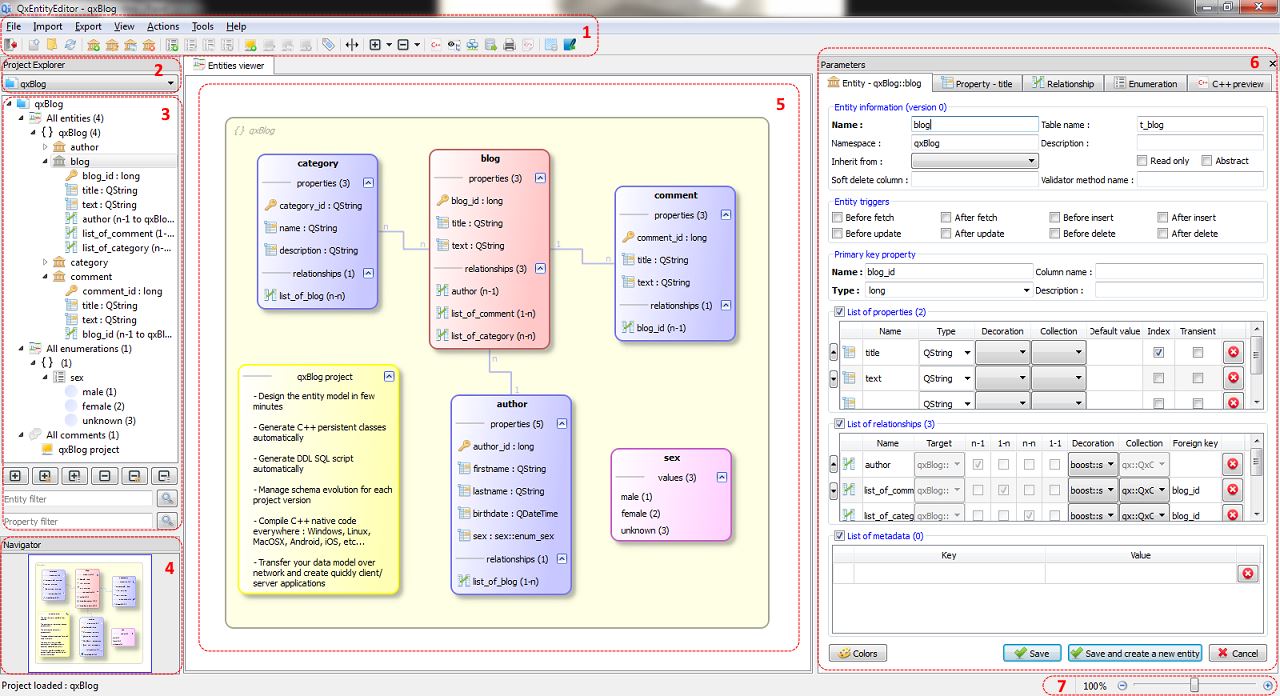 QxEntityEditor - qxBlog
File Import Export View Actions Tools Help
1
Project Explorer
2
qxBlog
3
qxBlog
All entities (4)
{ } qxBlog (4)
author
blog
blog_id : long
title : QString
text : QString
author (n-1 to qxBlo...
list_of_comment (1-...
list_of_category (n-...
category
comment
comment_id : long
title : QString
text : QString
blog_id (n-1 to qxBl...
All enumerations (1)
{ } (1)
sex
male (1)
female (2)
unknown (3)
All comments (1)
qxBlog project
Entity filter
Property filter
Navigator
4
Entities viewer
5
{ } qxBlog
category
properties (3)
category_id : QString
name : QString
description : QString
relationships (1)
list_of_blog (n-n)
n
n
blog
properties (3)
blog_id : long
title : QString
text : QString
relationships (3)
author (n-1)
list_of_comment (1-n)
list_of_category (n-n)
1
n
comment
properties (3)
comment_id : long
title : QString
text : QString
relationships (1)
blog_id (n-1)
n
1
qxBlog project
- Design the entity model in few
minutes
- Generate C++ persistent classes
automatically
- Generate DDL SQL script
automatically
- Manage schema evolution for each
project version
- Compile C++ native code
everywhere : Windows, Linux,
MacOSX, Android, iOS, etc...
- Transfer your data model over
network and create quickly client/
server applications
author
properties (5)
author_id : long
firstname : QString
lastname : QString
birthdate : QDateTime
sex : sex::enum_sex
relationships (1)
list_of_blog (1-n)
sex
values (3)
male (1)
female (2)
unknown (3)
Parameters
6
Entity - qxBlog::blog Property - title Relationship Enumeration C++ preview
Entity information (version 0)
Name : blog Table name : t_blog
Namespace : qxBlog Description :
Inherit from : Read only Abstract
Soft delete column : Validator method name :
Entity triggers
Before fetch After fetch Before insert After insert
Before update After update Before delete After delete
Primary key property
Name : blog_id Column name :
Type : long Description :
List of properties (2)
Name Type Decoration Collection Default value Index Transient
title QString
text QString
QString
List of relationships (3)
Name Target n-1 1-n n-n 1-1 Decoration Collection Foreign key
author qxBlog:: boost::s qx::QxC
list_of_comm qxBlog:: boost::s qx::QxC blog_id
list_of_categ qxBlog:: boost::s qx::QxC blog_id
List of metadata (0)
Key Value
Colors Save Save and create a new entity Cancel
Project loaded : qxBlog
7
100%